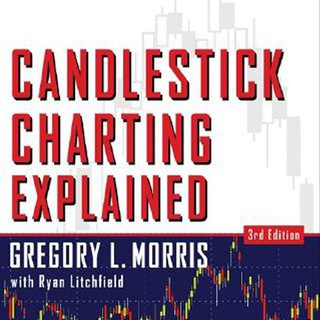 CANDLESTICK
CHARTING
EXPLAINED
3rd Edition
GREGORY L. MORRIS
with Ryan Litchfield